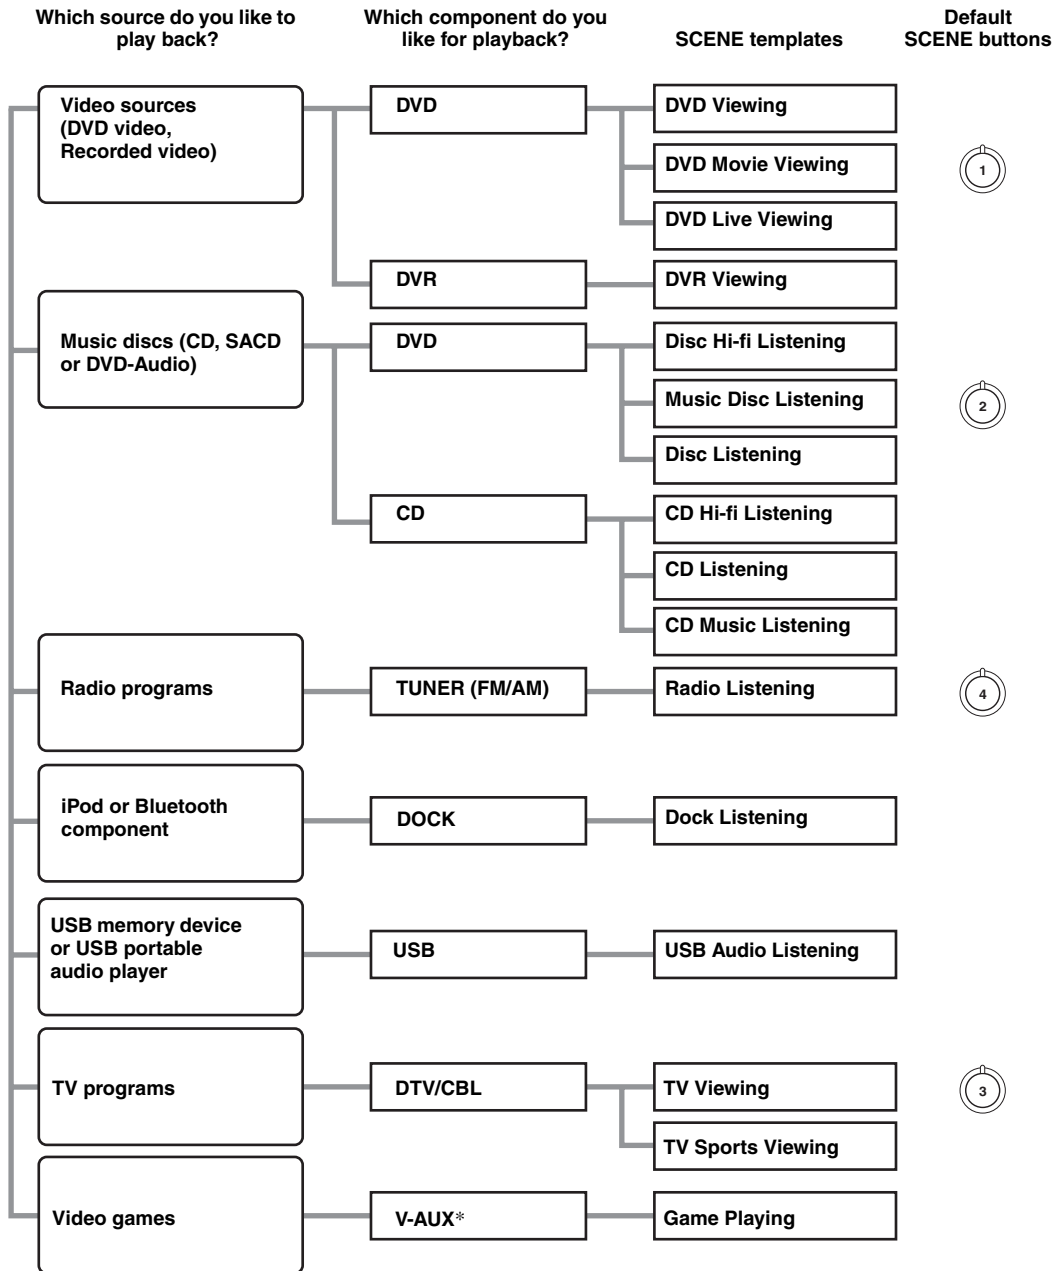 Which source do you like to
play back?
Which component do you
like for playback?
SCENE templates
Default
SCENE buttons
Video sources
(DVD video,
Recorded video)
DVD
DVD Viewing
DVD Movie Viewing
1
DVD Live Viewing
DVR
DVR Viewing
Music discs (CD, SACD
or DVD-Audio)
DVD
Disc Hi-fi Listening
Music Disc Listening
2
Disc Listening
CD
CD Hi-fi Listening
CD Listening
CD Music Listening
Radio programs
TUNER (FM/AM)
Radio Listening
4
iPod or Bluetooth
component
DOCK
Dock Listening
USB memory device
or USB portable
audio player
USB
USB Audio Listening
TV programs
DTV/CBL
TV Viewing
3
TV Sports Viewing
Video games
V-AUX*
Game Playing